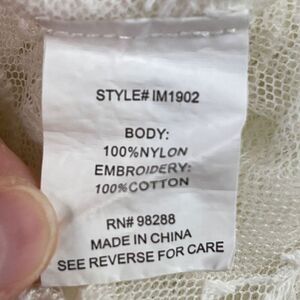 STYLE# IM1902
BODY:
100%NYLON
EMBROIDERY:
100%COTTON
RN# 98288
MADE IN CHINA
SEE REVERSE FOR CARE